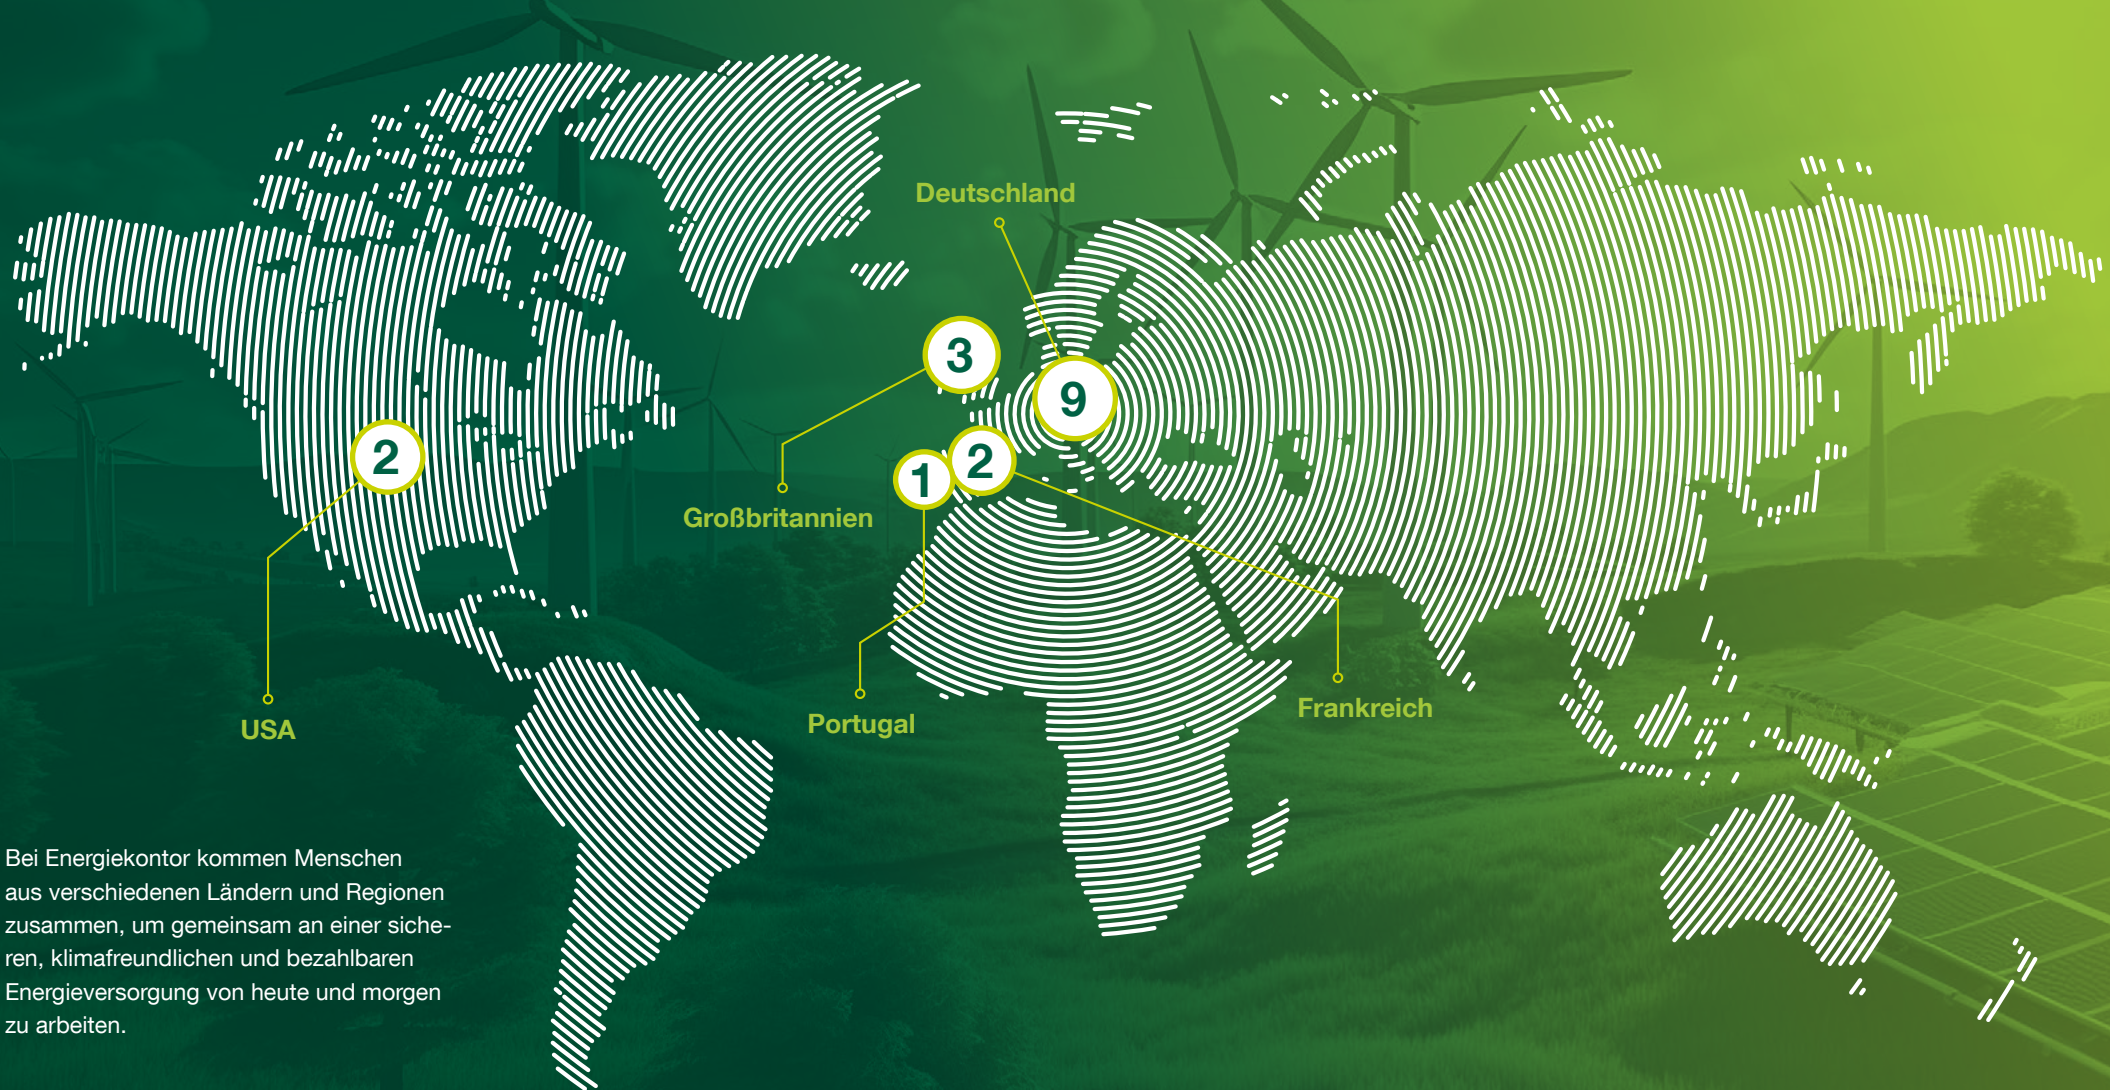 Deutschland
3
9
2
1
2
Großbritannien
Frankreich
Portugal
USA
Bei Energiekontor kommen Menschen
aus verschiedenen Ländern und Regionen
zusammen, um gemeinsam an einer siche-
ren, klimafreundlichen und bezahlbaren
Energieversorgung von heute und morgen
zu arbeiten.